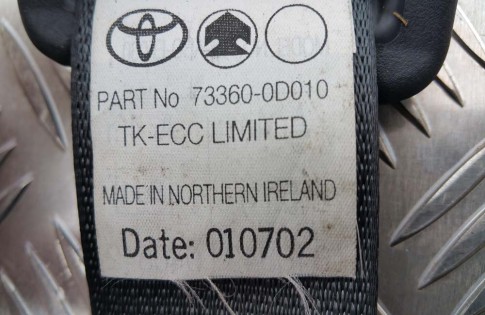 PART No 73360-0D010
TK-ECC LIMITED
MADE IN NORTHERN IRELAND
Date: 010702